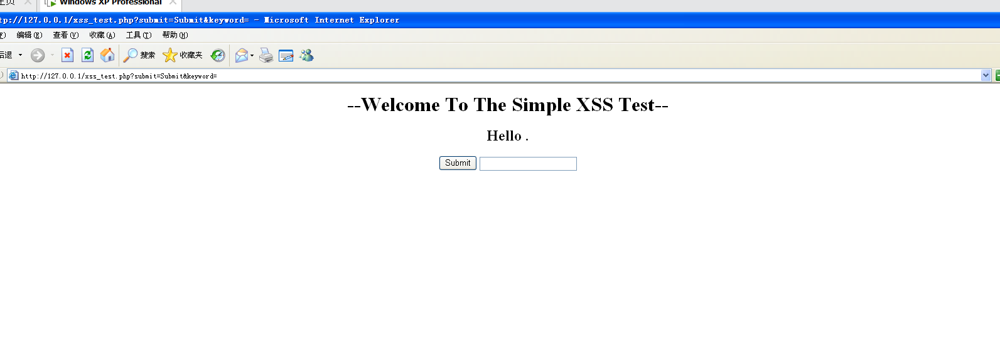 主页 Windows XP Professional
tp://127.0.0.1/xss_test.php?submit=Submit&keyword= - Microsoft Internet Explorer
编辑(E) 查看(V) 收藏(A) 工具(T) 帮助(H)
后退 搜索 收藏夹
http://127.0.0.1/xss_test.php?submit=Submit&keyword=
--Welcome To The Simple XSS Test--
Hello .
Submit